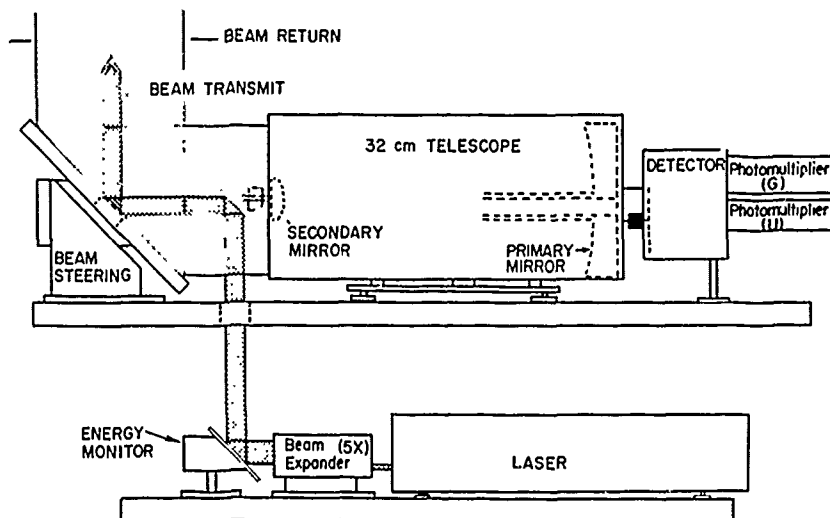 BEAM RETURN
BEAM TRANSMIT
32 cm TELESCOPE
DETECTOR
Photomultiplier
(G)
Photomultiplier
(U)
SECONDARY
MIRROR
PRIMARY
MIRROR
BEAM
STEERING
ENERGY
MONITOR
Beam (5X)
Expander
LASER